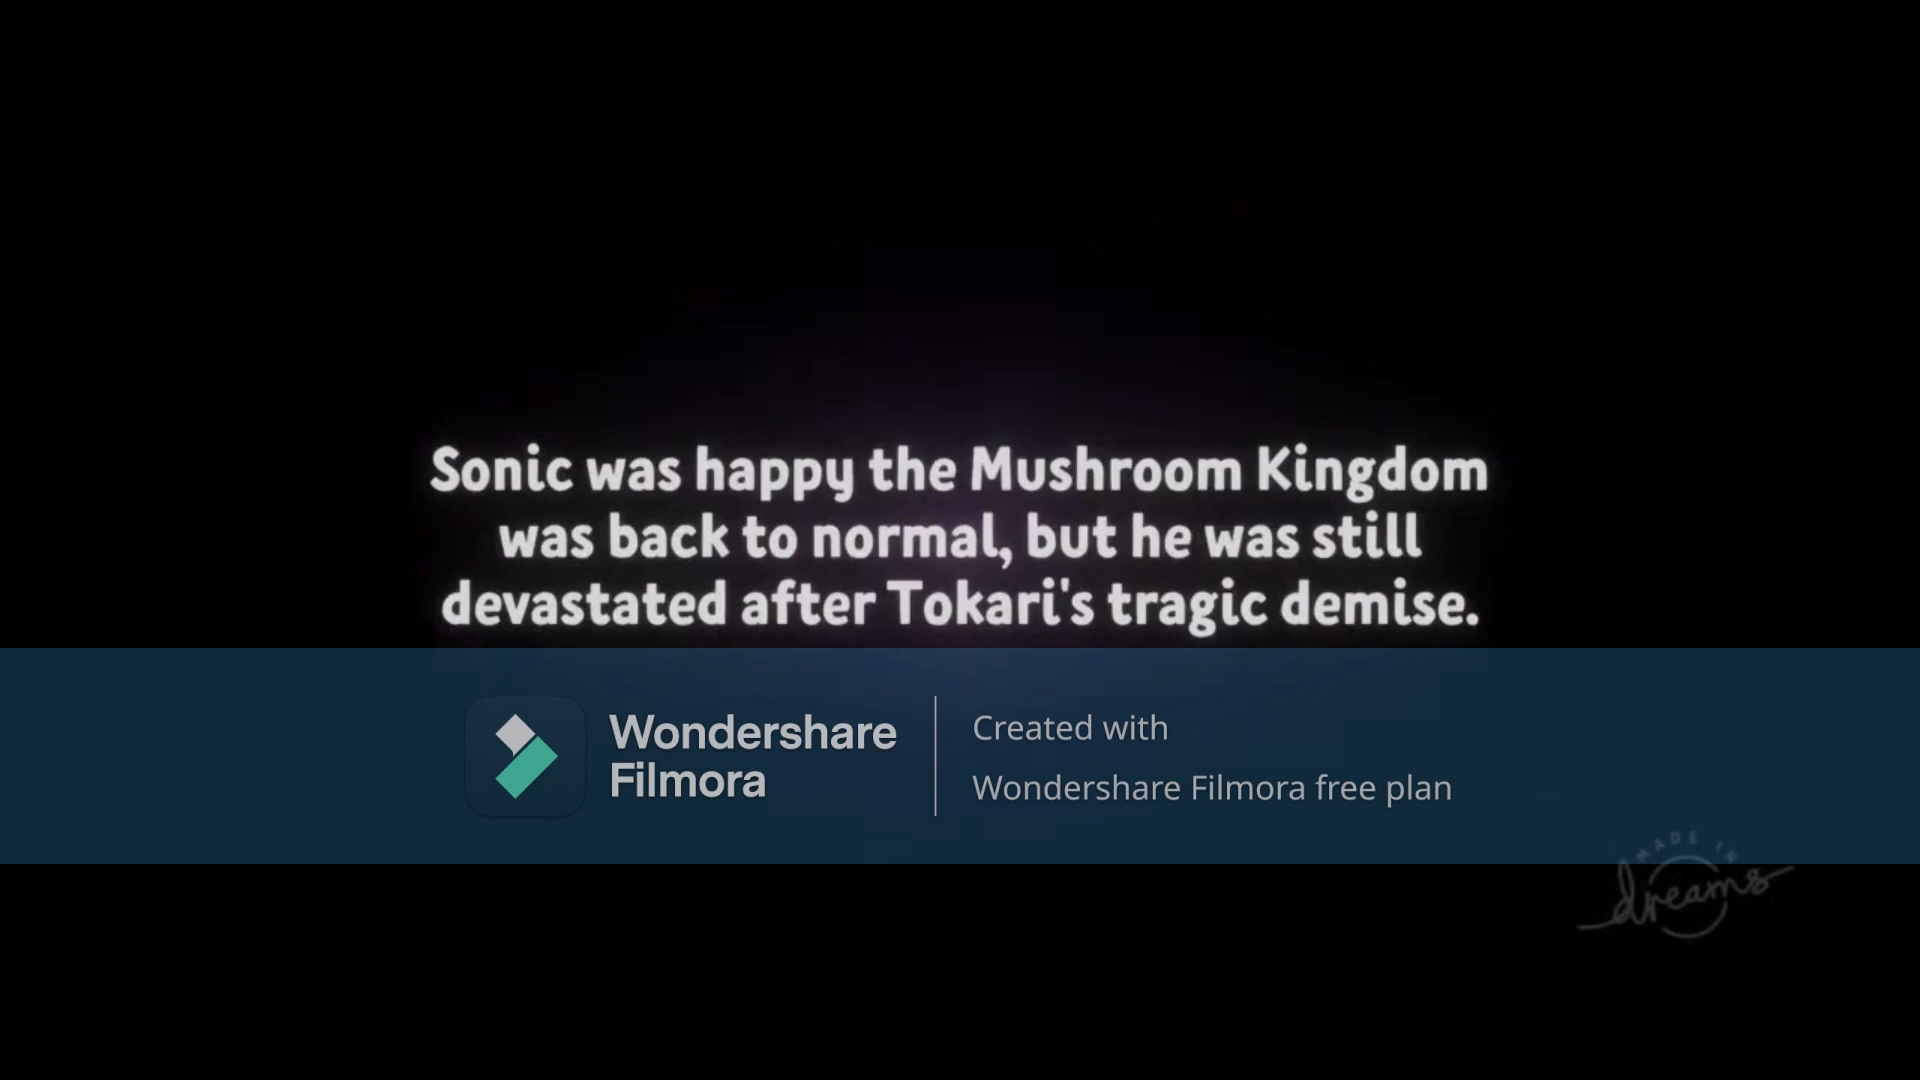 Sonic was happy the Mushroom Kingdom
was back to normal, but he was still
devastated after Tokari's tragic demise.
Wondershare
Filmora
Created with
Wondershare Filmora free plan
MADE IN
dreams